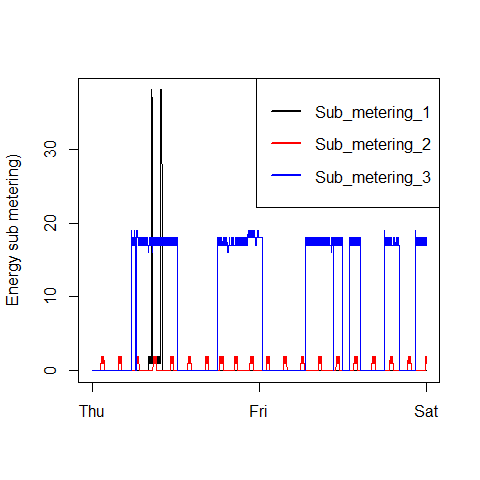 Energy sub metering)
30
20
10
0
Thu
Fri
Sat
Sub_metering_1
Sub_metering_2
Sub_metering_3